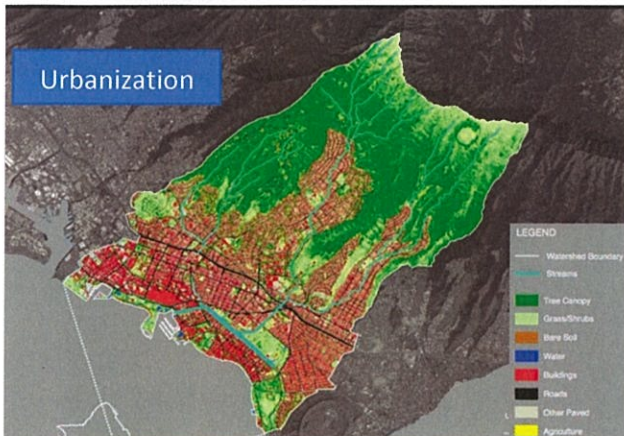 Urbanization
LEGEND
Watershed Boundary
Streams
Tree Canopy
Grass/Shrubs
Bare Soil
Water
Buildings
Roads
Other Paved
Agriculture